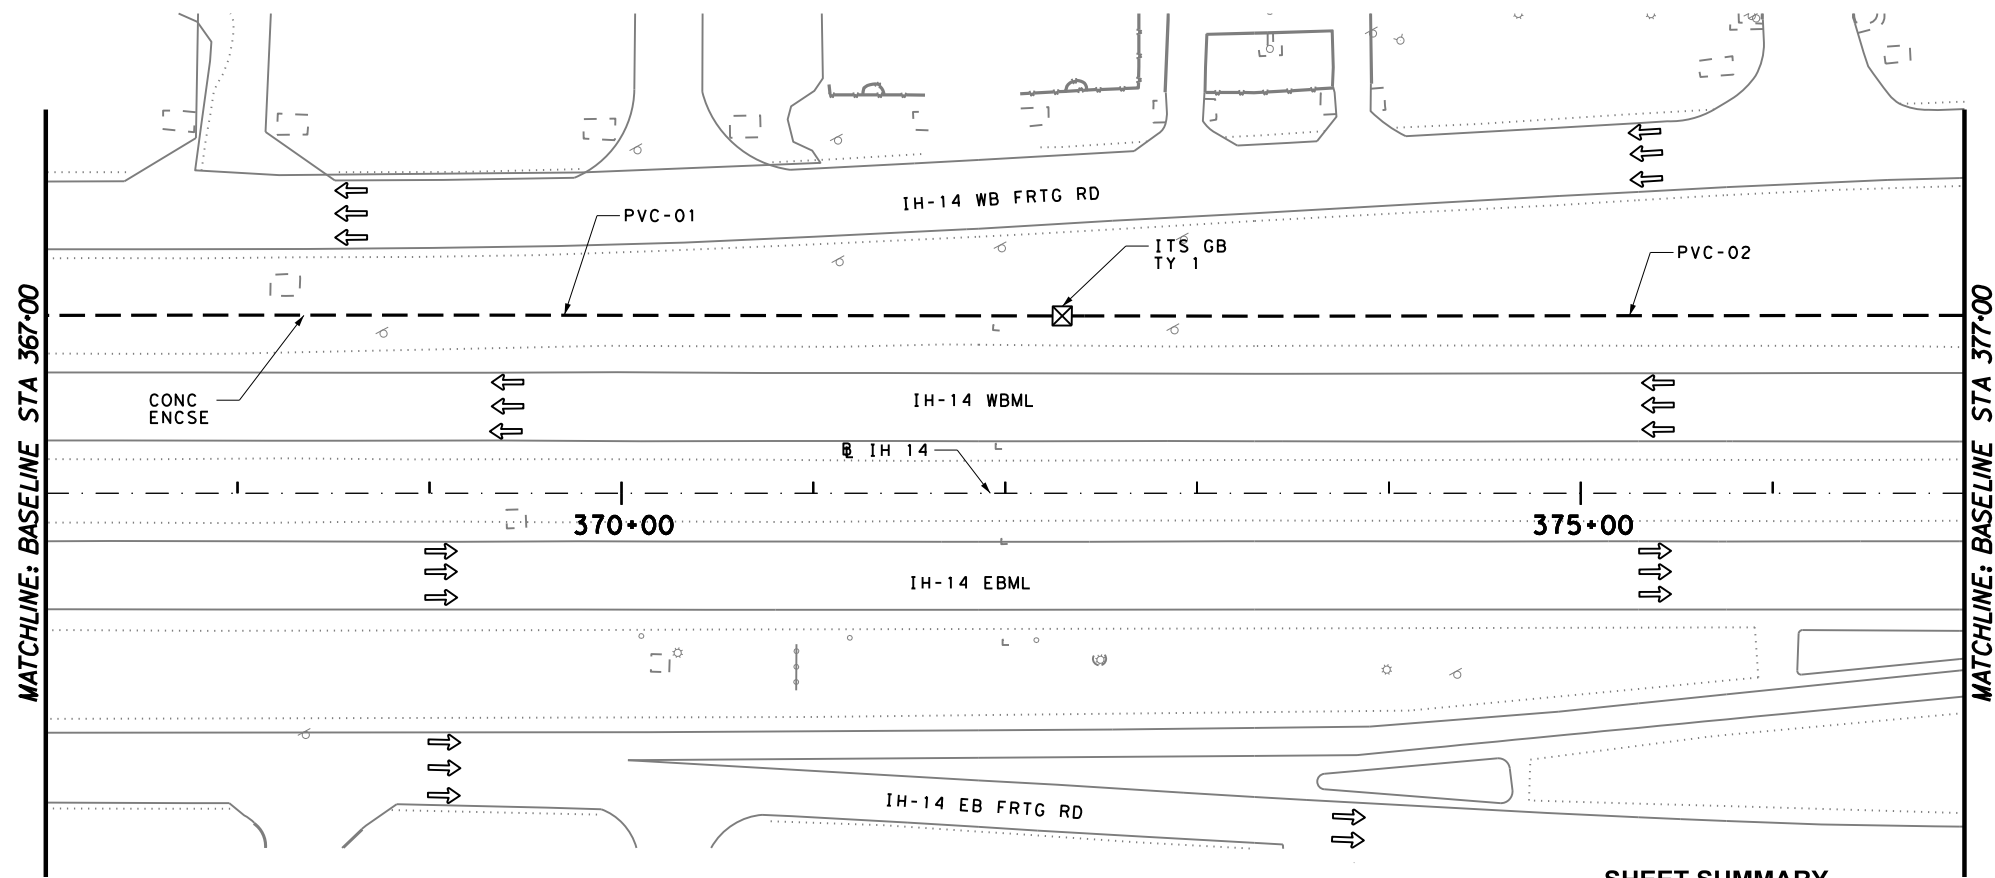 IH-14 WB FRTG RD
PVC-01
ITS GB
TY 1
PVC-02
MATCHLINE: BASELINE STA 367+00
MATCHLINE: BASELINE STA 377+00
CONC
ENCSE
IH-14 WBML
IH 14
370+00
375+00
IH-14 EBML
IH-14 EB FRTG RD
SHEET SUMMARY